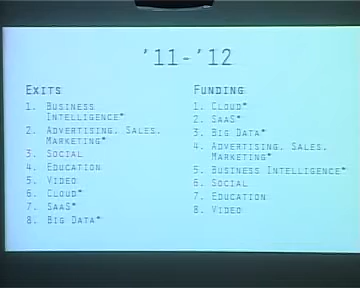 '11-'12
EXITS
1. BUSINESS
INTELLIGENCE*
2. ADVERTISING, SALES,
MARKETING*
3. SOCIAL
4. EDUCATION
5. VIDEO
6. CLOUD*
7. SAAS*
8. BIG DATA*
FUNDING
1. CLOUD*
2. SAAS*
3. BIG DATA*
4. ADVERTISING, SALES,
MARKETING*
5. BUSINESS INTELLIGENCE*
6. SOCIAL
7. EDUCATION
8. VIDEO